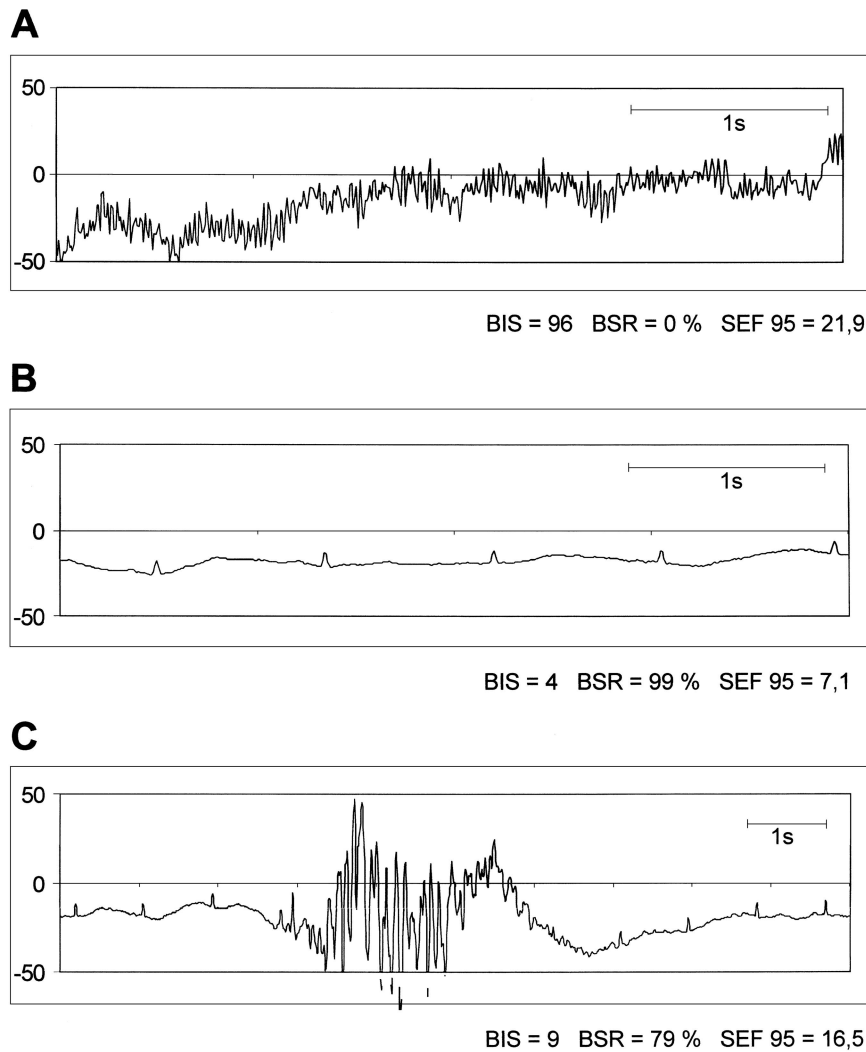 A
50
1s
0
-50
BIS = 96 BSR = 0 % SEF 95 = 21,9
B
50
1s
0
-50
BIS = 4 BSR = 99 % SEF 95 = 7,1
C
50
1s
0
-50
BIS = 9 BSR = 79 % SEF 95 = 16,5